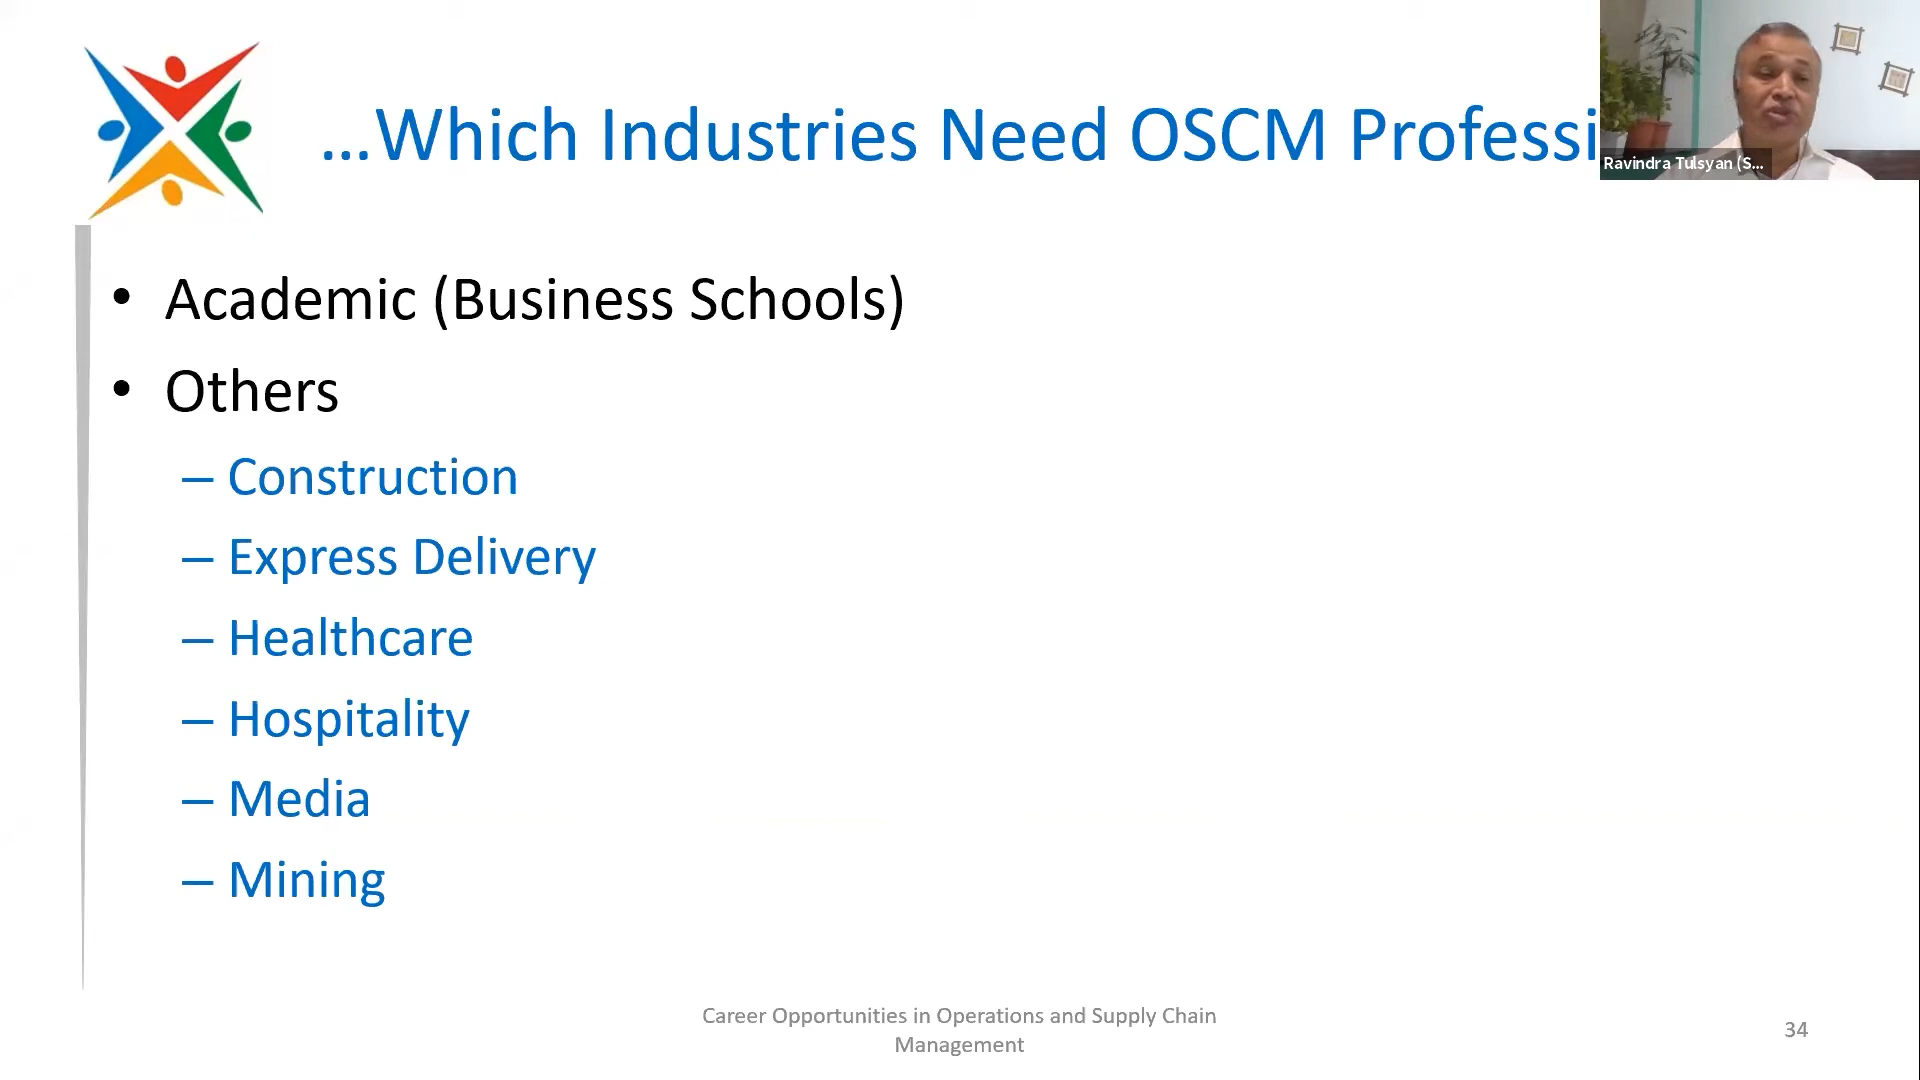 ...Which Industries Need OSCM Professi
Ravindra Tulsyan (S...
• Academic (Business Schools)
• Others
– Construction
– Express Delivery
– Healthcare
– Hospitality
– Media
– Mining
Career Opportunities in Operations and Supply Chain
Management
34